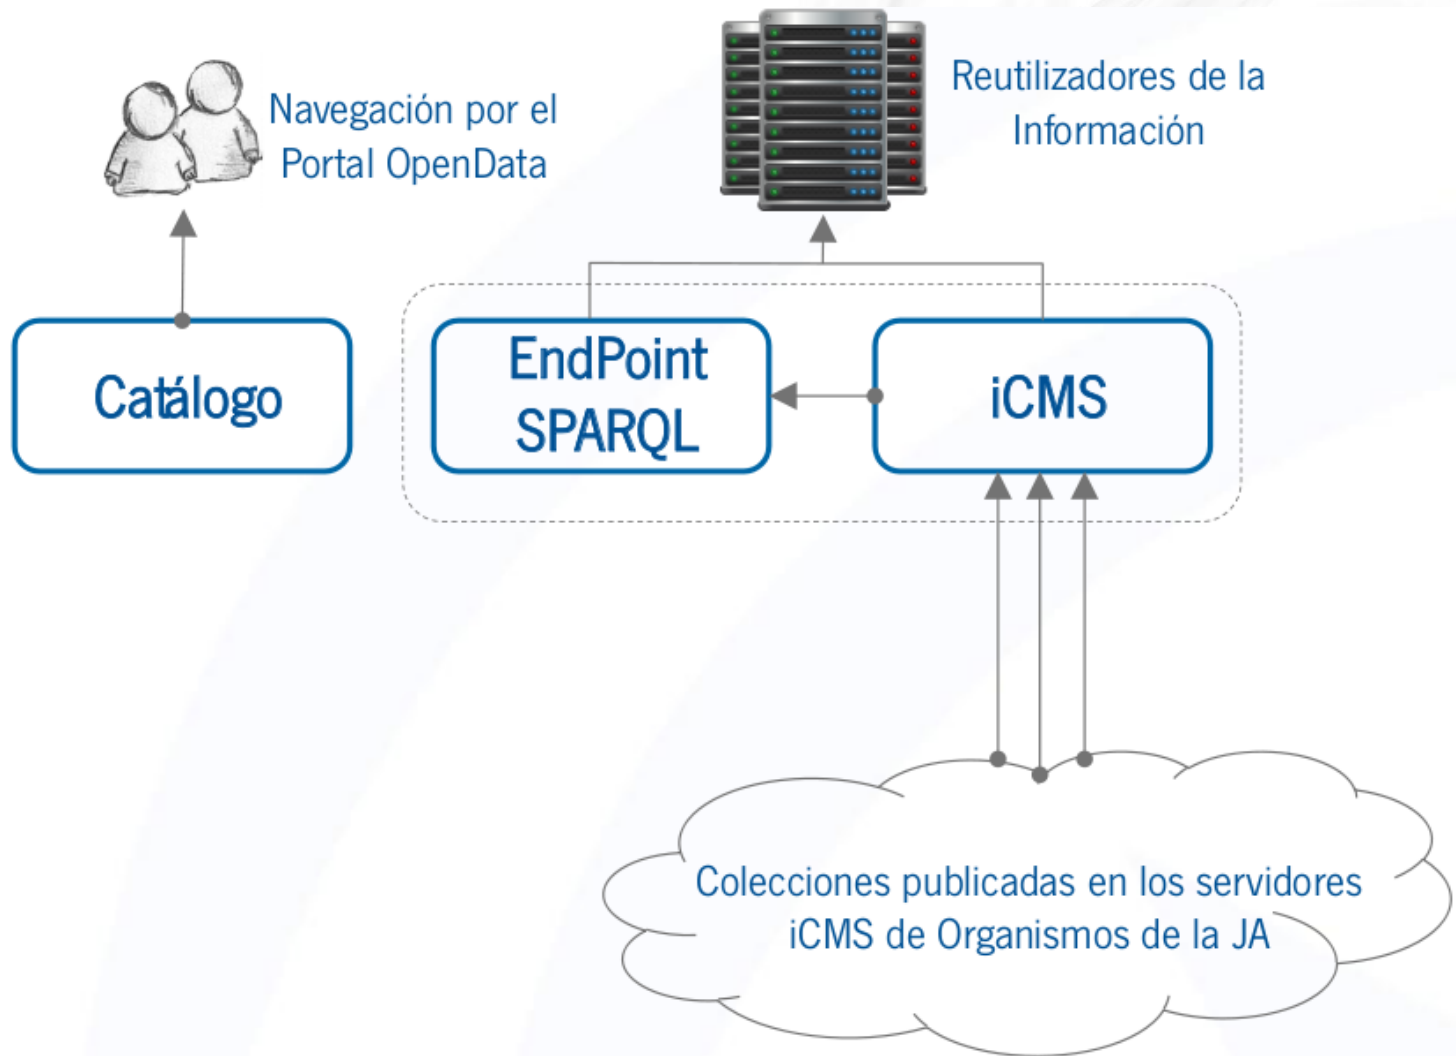 Navegación por el
Portal OpenData
Reutilizadores de la
Información
Catálogo
EndPoint
SPARQL
iCMS
Colecciones publicadas en los servidores
iCMS de Organismos de la JA